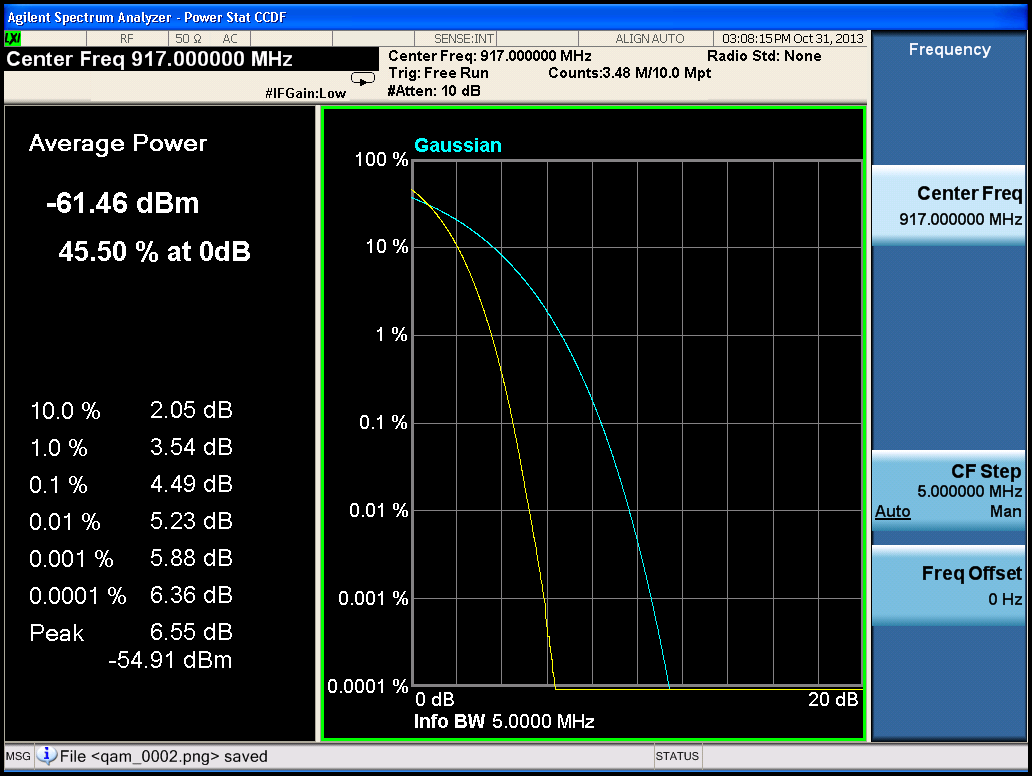 Agilent Spectrum Analyzer - Power Stat CCDF
LXI
RF
50 Ω
AC
SENSE:INT
ALIGN AUTO
03:08:15 PM Oct 31, 2013
Center Freq 917.000000 MHz
Center Freq: 917.000000 MHz
Radio Std: None
Trig: Free Run
Counts:3.48 M/10.0 Mpt
#IFGain:Low
#Atten: 10 dB
Average Power
-61.46 dBm
45.50 % at 0dB
10.0 % 2.05 dB
1.0 % 3.54 dB
0.1 % 4.49 dB
0.01 % 5.23 dB
0.001 % 5.88 dB
0.0001 % 6.36 dB
Peak 6.55 dB
-54.91 dBm
Gaussian
100 %
10 %
1 %
0.1 %
0.01 %
0.001 %
0.0001 %
0 dB
20 dB
Info BW 5.0000 MHz
Frequency
Center Freq
917.000000 MHz
CF Step
5.000000 MHz
Auto Man
Freq Offset
0 Hz
MSG
File <qam_0002.png> saved
STATUS